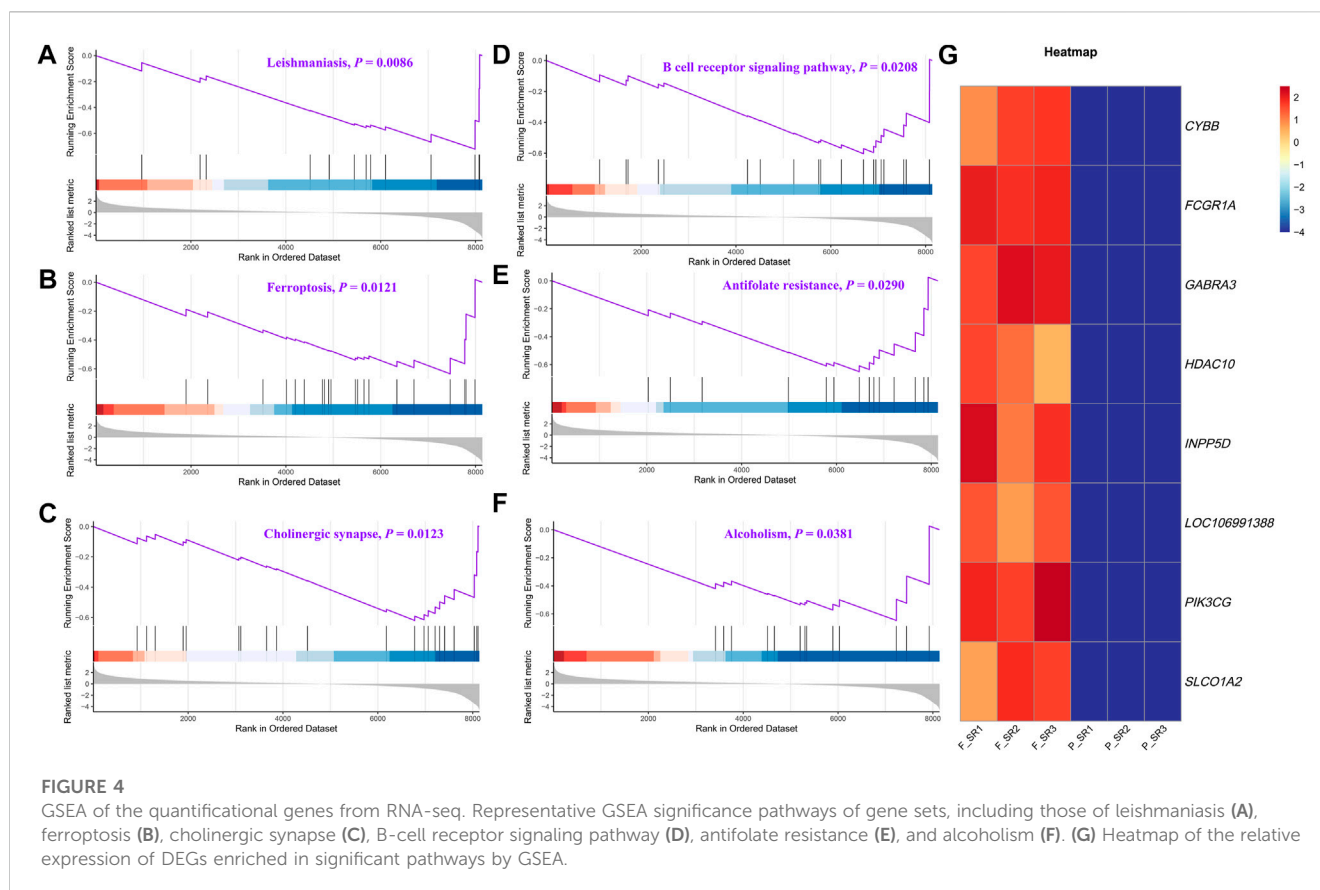 A
Leishmaniasis, P = 0.0086
Running Enrichment Score
0.0
−0.2
−0.4
−0.6
Ranked list metric
2
0
−2
−4
2000
4000
6000
8000
Rank in Ordered Dataset
B
Ferroptosis, P = 0.0121
Running Enrichment Score
0.0
−0.2
−0.4
−0.6
Ranked list metric
2
0
−2
−4
2000
4000
6000
8000
Rank in Ordered Dataset
C
Cholinergic synapse, P = 0.0123
Running Enrichment Score
0.0
−0.2
−0.4
−0.6
Ranked list metric
2
0
−2
−4
2000
4000
6000
8000
Rank in Ordered Dataset
D
B cell receptor signaling pathway, P = 0.0208
Running Enrichment Score
0.0
−0.2
−0.4
−0.6
Ranked list metric
2
0
−2
−4
2000
4000
6000
8000
Rank in Ordered Dataset
E
Antifolate resistance, P = 0.0290
Running Enrichment Score
0.0
−0.2
−0.4
−0.6
Ranked list metric
2
0
−2
−4
2000
4000
6000
8000
Rank in Ordered Dataset
F
Alcoholism, P = 0.0381
Running Enrichment Score
0.0
−0.2
−0.4
−0.6
Ranked list metric
2
0
−2
−4
2000
4000
6000
8000
Rank in Ordered Dataset
G
Heatmap
CYBB
FCGR1A
GABRA3
HDAC10
INPP5D
LOC106991388
PIK3CG
SLCO1A2
F_SR1
F_SR2
F_SR3
P_SR1
P_SR2
P_SR3
2
1
0
−1
−2
−3
−4
FIGURE 4
GSEA of the quantificational genes from RNA-seq. Representative GSEA significance pathways of gene sets, including those of leishmaniasis (A),
ferroptosis (B), cholinergic synapse (C), B-cell receptor signaling pathway (D), antifolate resistance (E), and alcoholism (F). (G) Heatmap of the relative
expression of DEGs enriched in significant pathways by GSEA.